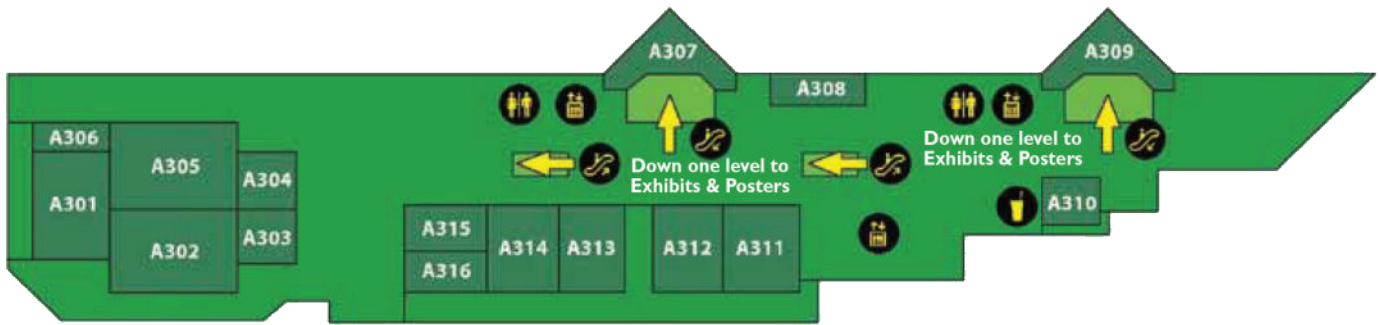 A307
A309
A308
A306
A305
A304
A301
A302
A303
Down one level to
Exhibits & Posters
Down one level to
Exhibits & Posters
A310
A315
A316
A314
A313
A312
A311